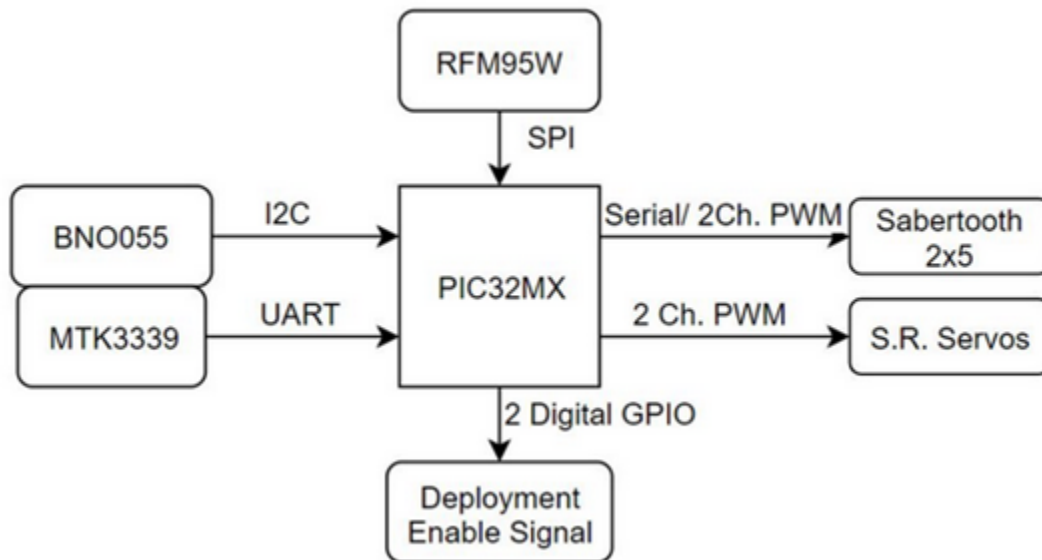 RFM95W
SPI
BNO055
I2C
MTK3339
UART
PIC32MX
Serial/ 2Ch. PWM
Sabertooth
2x5
2 Ch. PWM
S.R. Servos
2 Digital GPIO
Deployment
Enable Signal